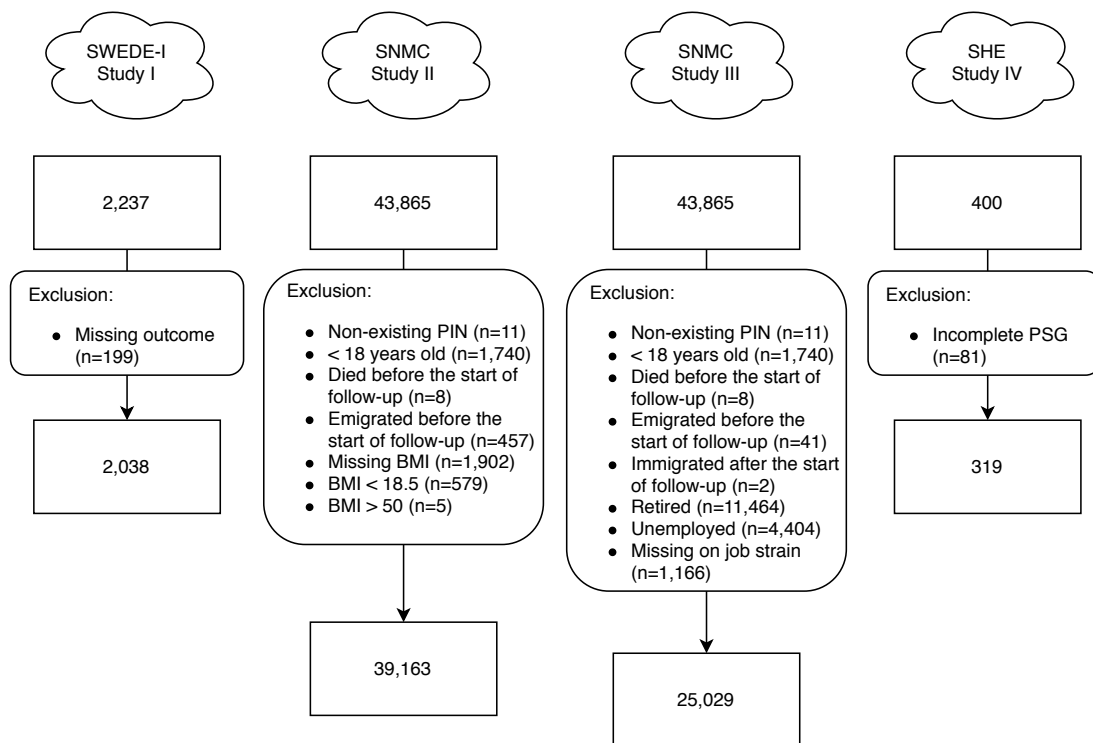 SWEDE-I
Study I
2,237
Exclusion:
● Missing outcome
(n=199)
2,038
SNMC
Study II
43,865
Exclusion:
● Non-existing PIN (n=11)
● < 18 years old (n=1,740)
● Died before the start of
follow-up (n=8)
● Emigrated before the
start of follow-up (n=457)
● Missing BMI (n=1,902)
● BMI < 18.5 (n=579)
● BMI > 50 (n=5)
39,163
SNMC
Study III
43,865
Exclusion:
● Non-existing PIN (n=11)
● < 18 years old (n=1,740)
● Died before the start of
follow-up (n=8)
● Emigrated before the
start of follow-up (n=41)
● Immigrated after the start
of follow-up (n=2)
● Retired (n=11,464)
● Unemployed (n=4,404)
● Missing on job strain
(n=1,166)
25,029
SHE
Study IV
400
Exclusion:
● Incomplete PSG
(n=81)
319